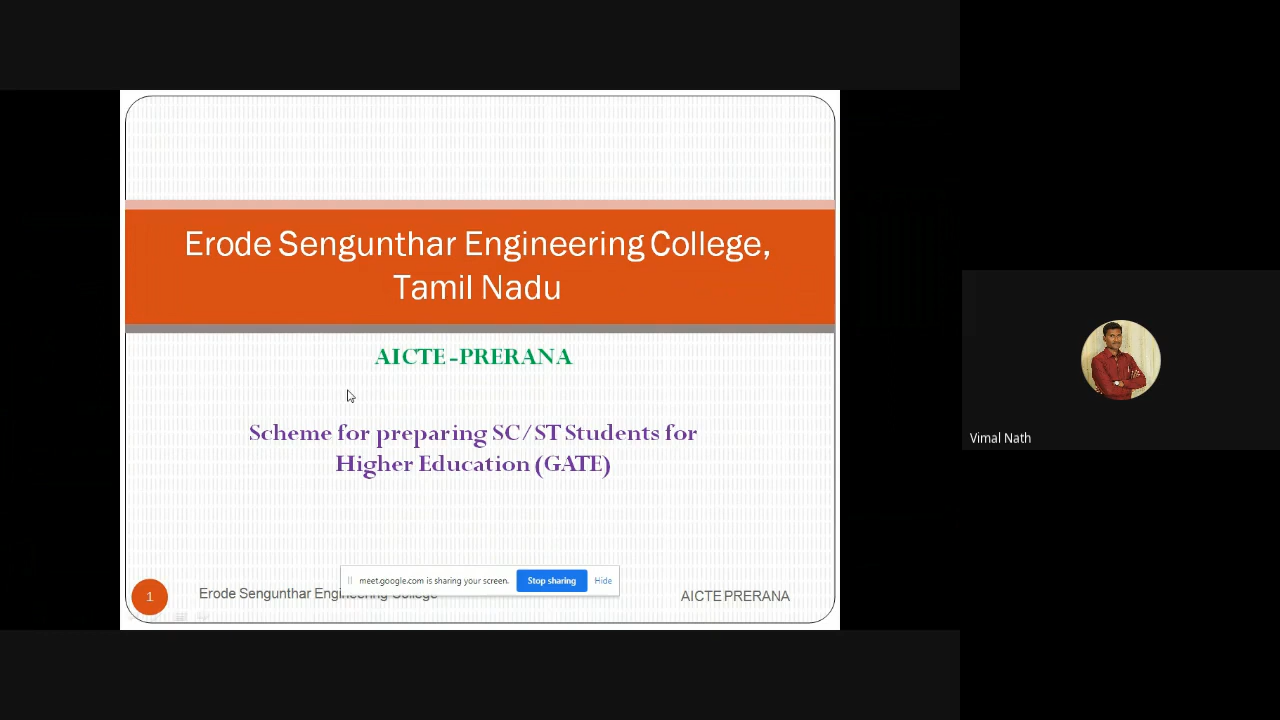 Erode Sengunthar Engineering College,
Tamil Nadu
AICTE -PRERANA
Scheme for preparing SC/ST Students for
Higher Education (GATE)
meet.google.com is sharing your screen.
Stop sharing
Hide
1
Erode Sengunthar Engineering College
AICTE PRERANA
Vimal Nath